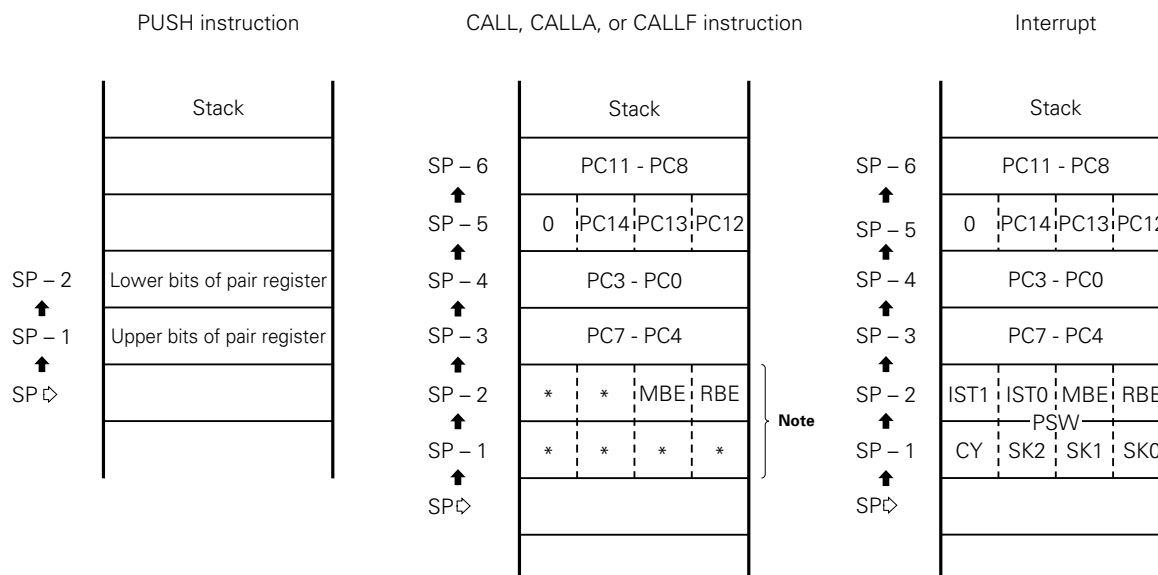 PUSH instruction
Stack
SP – 2 Lower bits of pair register
SP – 1 Upper bits of pair register
SP
CALL, CALLA, or CALLF instruction
Stack
SP – 6 PC11 - PC8
SP – 5 0 PC14 PC13 PC12
SP – 4 PC3 - PC0
SP – 3 PC7 - PC4
SP – 2 * * MBE RBE
Note
SP – 1 * * * *
SP
Interrupt
Stack
SP – 6 PC11 - PC8
SP – 5 0 PC14 PC13 PC12
SP – 4 PC3 - PC0
SP – 3 PC7 - PC4
SP – 2 IST1 IST0 MBE RBE
PSW
SP – 1 CY SK2 SK1 SK0
SP